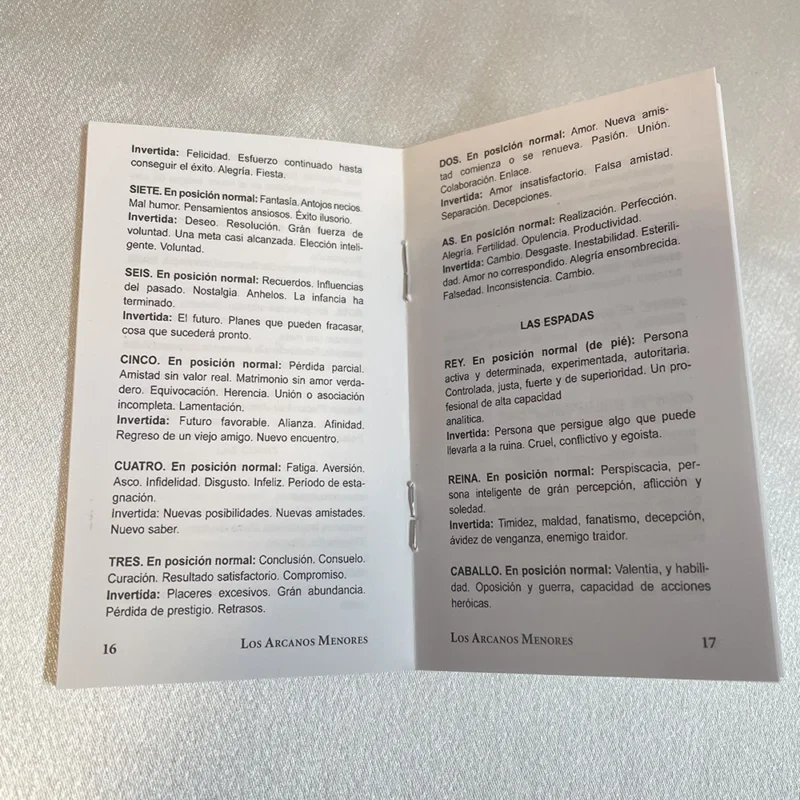 Invertida: Felicidad. Esfuerzo continuado hasta
conseguir el éxito. Alegría. Fiesta.
SIETE. En posición normal: Fantasía. Antojos necios.
Mal humor. Pensamientos ansiosos. Éxito ilusorio.
Invertida: Deseo. Resolución. Grán fuerza de
voluntad. Una meta casi alcanzada. Elección inteli-
gente. Voluntad.
SEIS. En posición normal: Recuerdos. Influencias
del pasado. Nostalgia. Anhelos. La infancia ha
terminado.
Invertida: El futuro. Planes que pueden fracasar,
cosa que sucederá pronto.
CINCO. En posición normal: Pérdida parcial.
Amistad sin valor real. Matrimonio sin amor verda-
dero. Equivocación. Herencia. Unión o asociación
incompleta. Lamentación.
Invertida: Futuro favorable. Alianza. Afinidad.
Regreso de un viejo amigo. Nuevo encuentro.
CUATRO. En posición normal: Fatiga. Aversión.
Asco. Infidelidad. Disgusto. Infeliz. Periodo de esta-
gnación.
Invertida: Nuevas posibilidades. Nuevas amistades.
Nuevo saber.
TRES. En posición normal: Conclusión. Consuelo.
Curación. Resultado satisfactorio. Compromiso.
Invertida: Placeres excesivos. Grán abundancia.
Pérdida de prestigio. Retrasos.
16 LOS ARCANOS MENORES
DOS. En posición normal: Amor. Nueva amis-
tad comienza o se renueva. Pasión. Unión.
Colaboración. Enlace.
Invertida: Amor insatisfactorio. Falsa amistad.
Separación. Decepciones.
AS. En posición normal: Realización. Perfección.
Alegría. Fertilidad. Opulencia. Productividad.
Invertida: Cambio. Desgaste. Inestabilidad. Esterili-
dad. Amor no correspondido. Alegría ensombrecida.
Falsedad. Inconsistencia. Cambio.
LAS ESPADAS
REY. En posición normal (de pié): Persona
activa y determinada, experimentada, autoritaria.
Controlada, justa, fuerte y de superioridad. Un pro-
fesional de alta capacidad
analítica.
Invertida: Persona que persigue algo que puede
llevarla a la ruina. Cruel, conflictivo y egoista.
REINA. En posición normal: Perspiscacia, per-
sona inteligente de grán percepción, aflicción y
soledad.
Invertida: Timidez, maldad, fanatismo, decepción,
ávidez de venganza, enemigo traidor.
CABALLO. En posición normal: Valentía, y habili-
dad. Oposición y guerra, capacidad de acciones
heróicas.
LOS ARCANOS MENORES 17